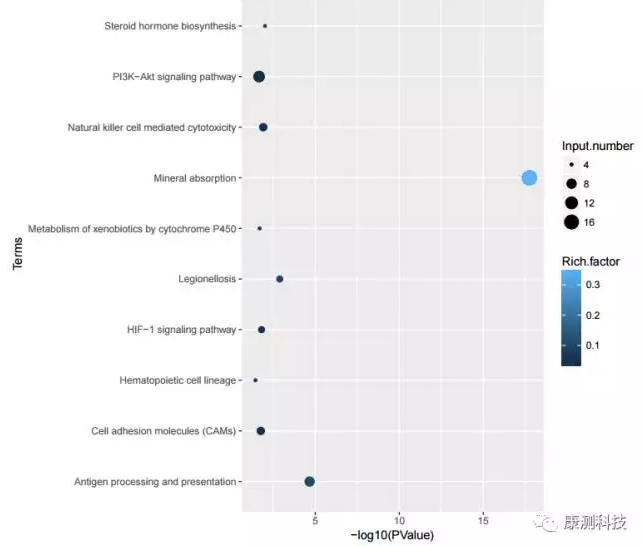 Steroid hormone biosynthesis
PI3K−Akt signaling pathway
Natural killer cell mediated cytotoxicity
Mineral absorption
Metabolism of xenobiotics by cytochrome P450
Legionellosis
HIF−1 signaling pathway
Hematopoietic cell lineage
Cell adhesion molecules (CAMs)
Antigen processing and presentation
Terms
5 10 15
−log10(PValue)
Input.number
4
8
12
16
Rich.factor
0.3
0.2
0.1
康测科技